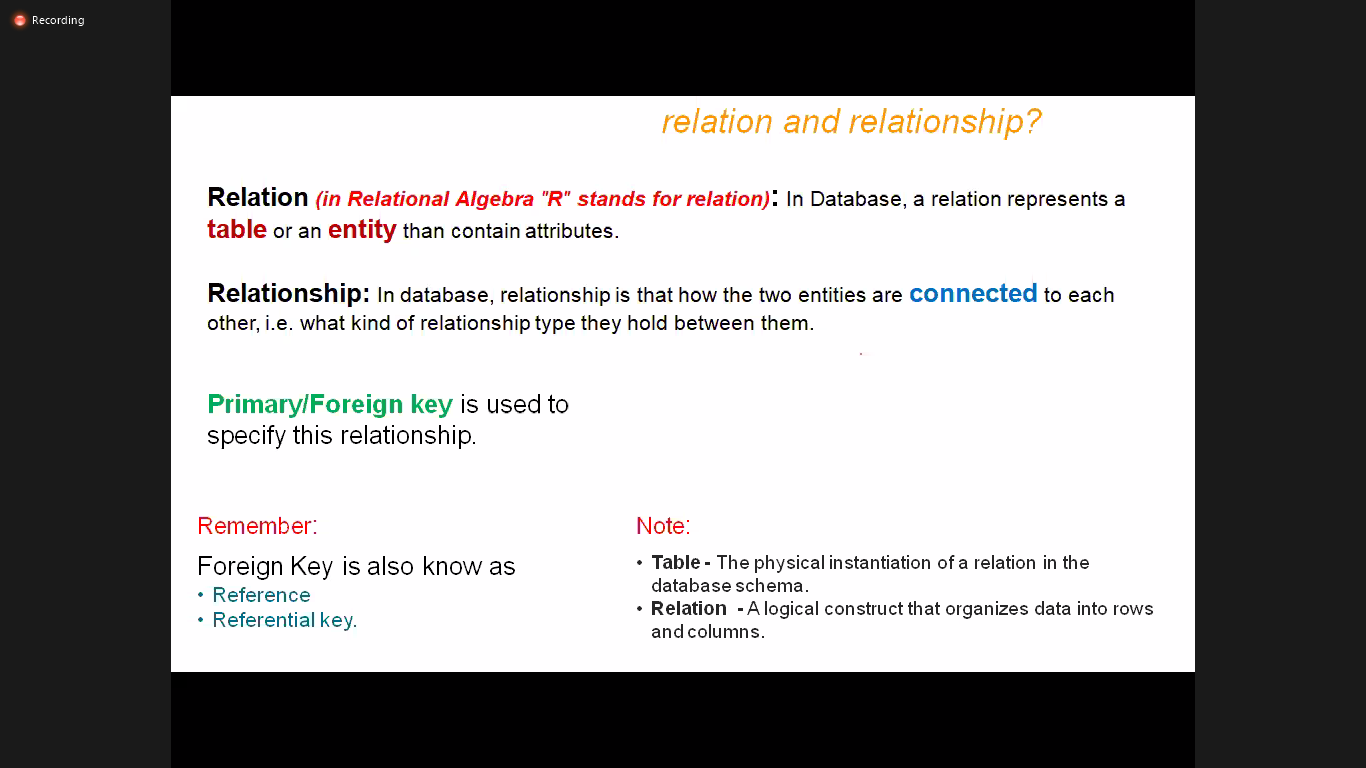 Recording
relation and relationship?
Relation (in Relational Algebra "R" stands for relation): In Database, a relation represents a
table or an entity than contain attributes.
Relationship: In database, relationship is that how the two entities are connected to each
other, i.e. what kind of relationship type they hold between them.
Primary/Foreign key is used to
specify this relationship.
Remember:
Foreign Key is also know as
• Reference
• Referential key.
Note:
• Table - The physical instantiation of a relation in the
database schema.
• Relation - A logical construct that organizes data into rows
and columns.